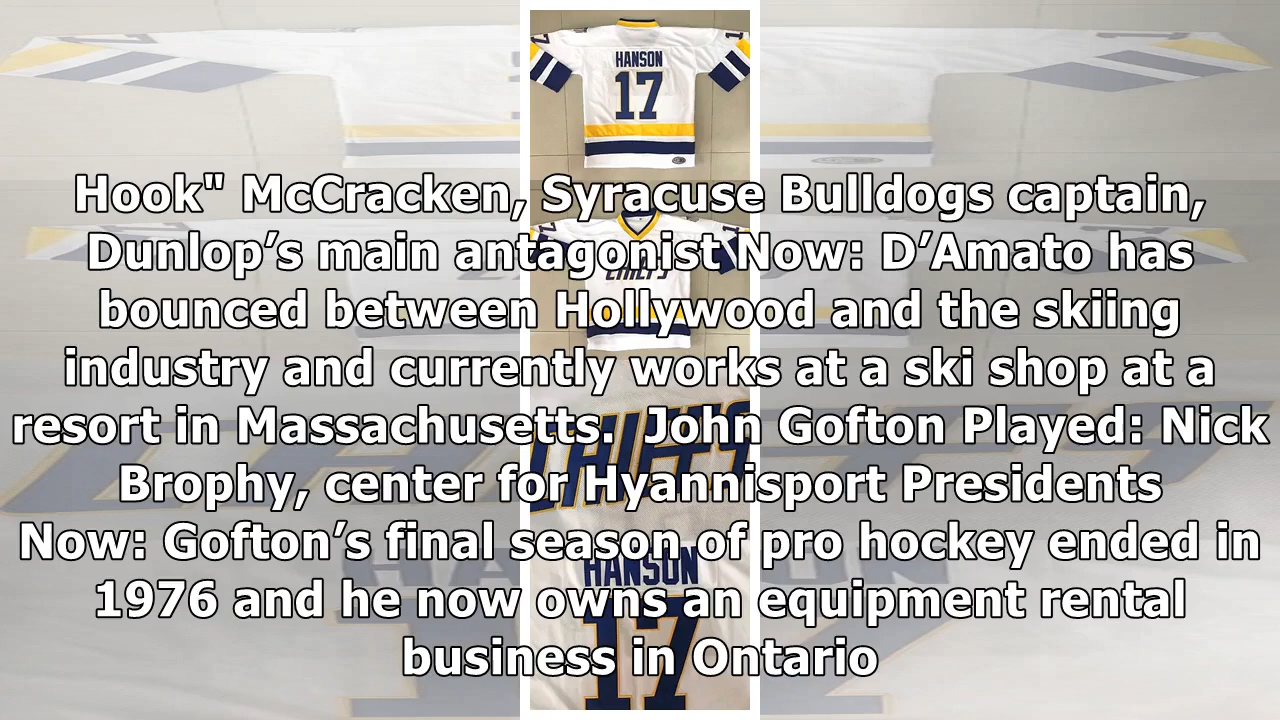 HANSON
17
Hook" McCracken, Syracuse Bulldogs captain,
Dunlop’s main antagonist Now: D’Amato has
bounced between Hollywood and the skiing
industry and currently works at a ski shop at a
resort in Massachusetts.  John Gofton Played: Nick
Brophy, center for Hyannisport Presidents
Now: Gofton’s final season of pro hockey ended in
1976 and he now owns an equipment rental
business in Ontario
CHIEFS
CHIEFS
HANSON
17